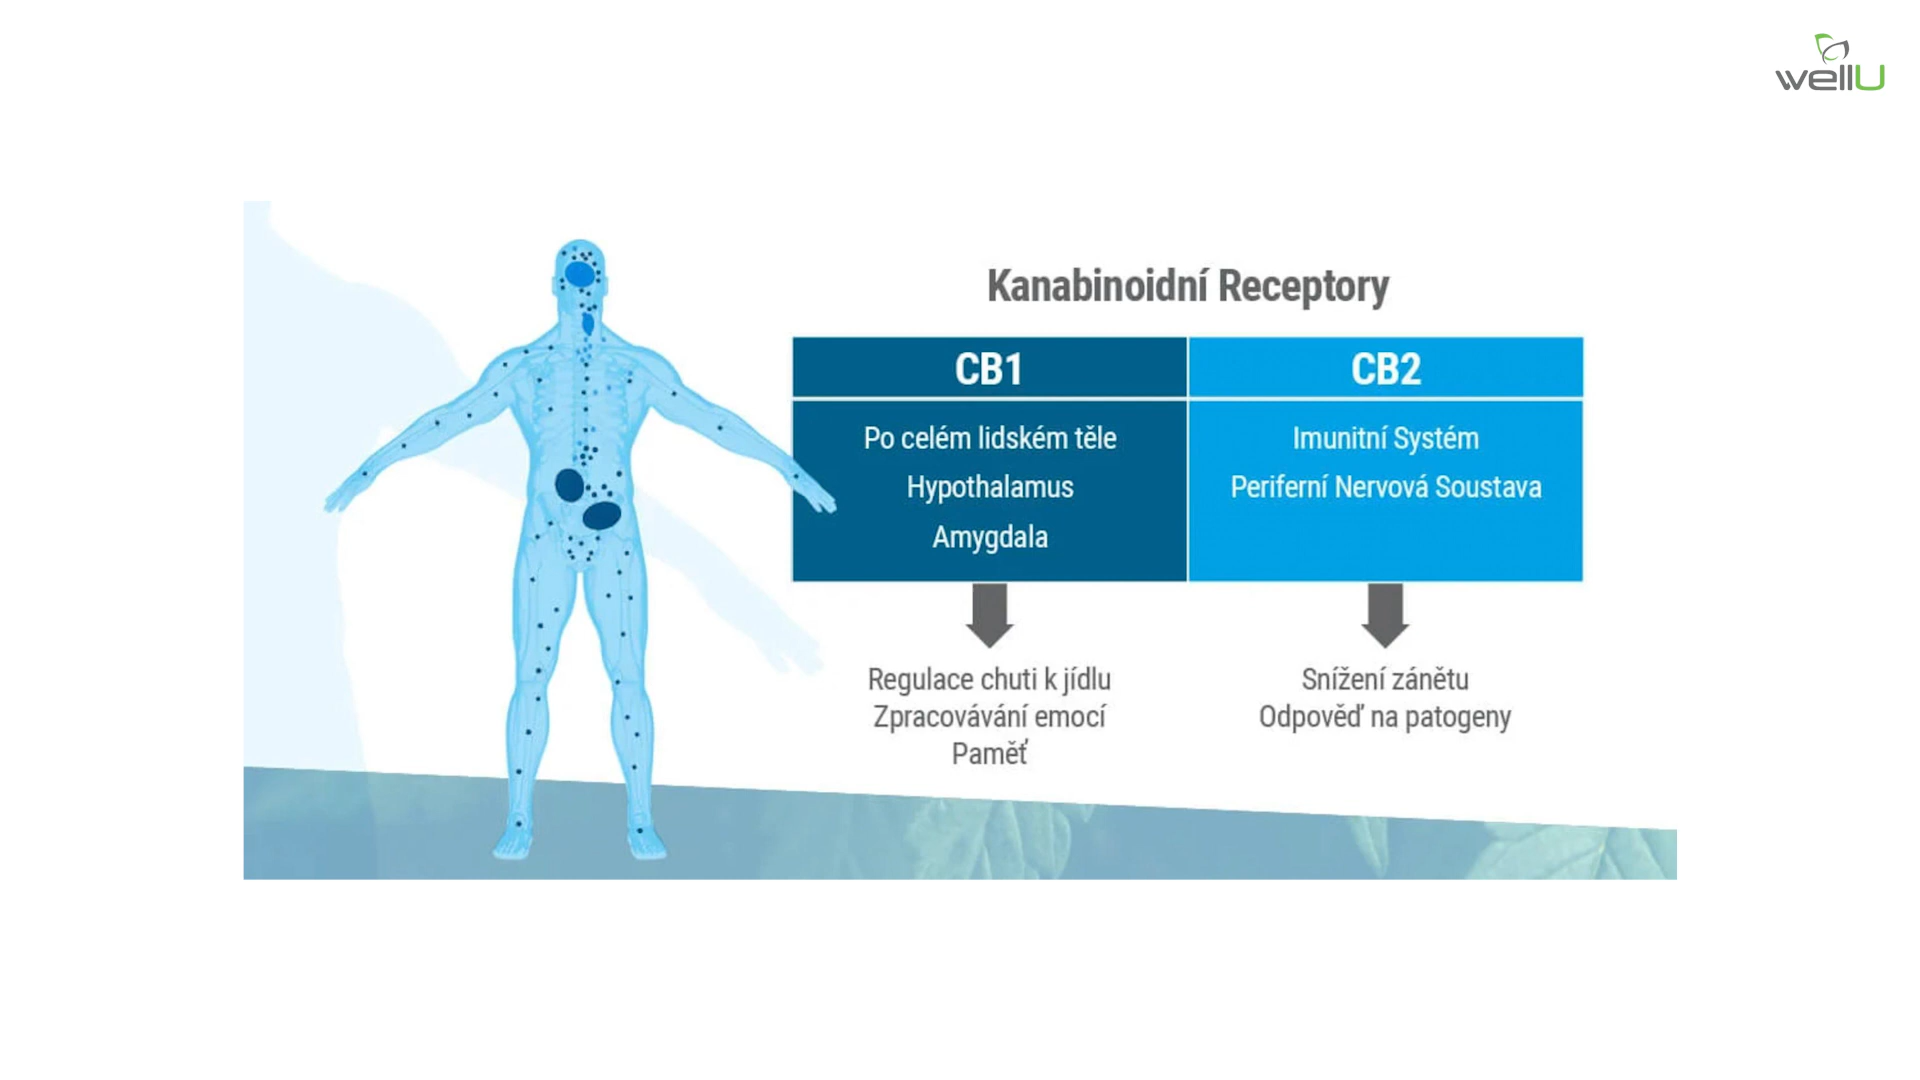 wellU
Kanabinoidní Receptory
CB1
CB2
Po celém lidském těle
Hypothalamus
Amygdala
Imunitní Systém
Periferní Nervová Soustava
Regulace chuti k jídlu
Zpracovávání emocí
Paměť
Snížení zánětu
Odpověď na patogeny